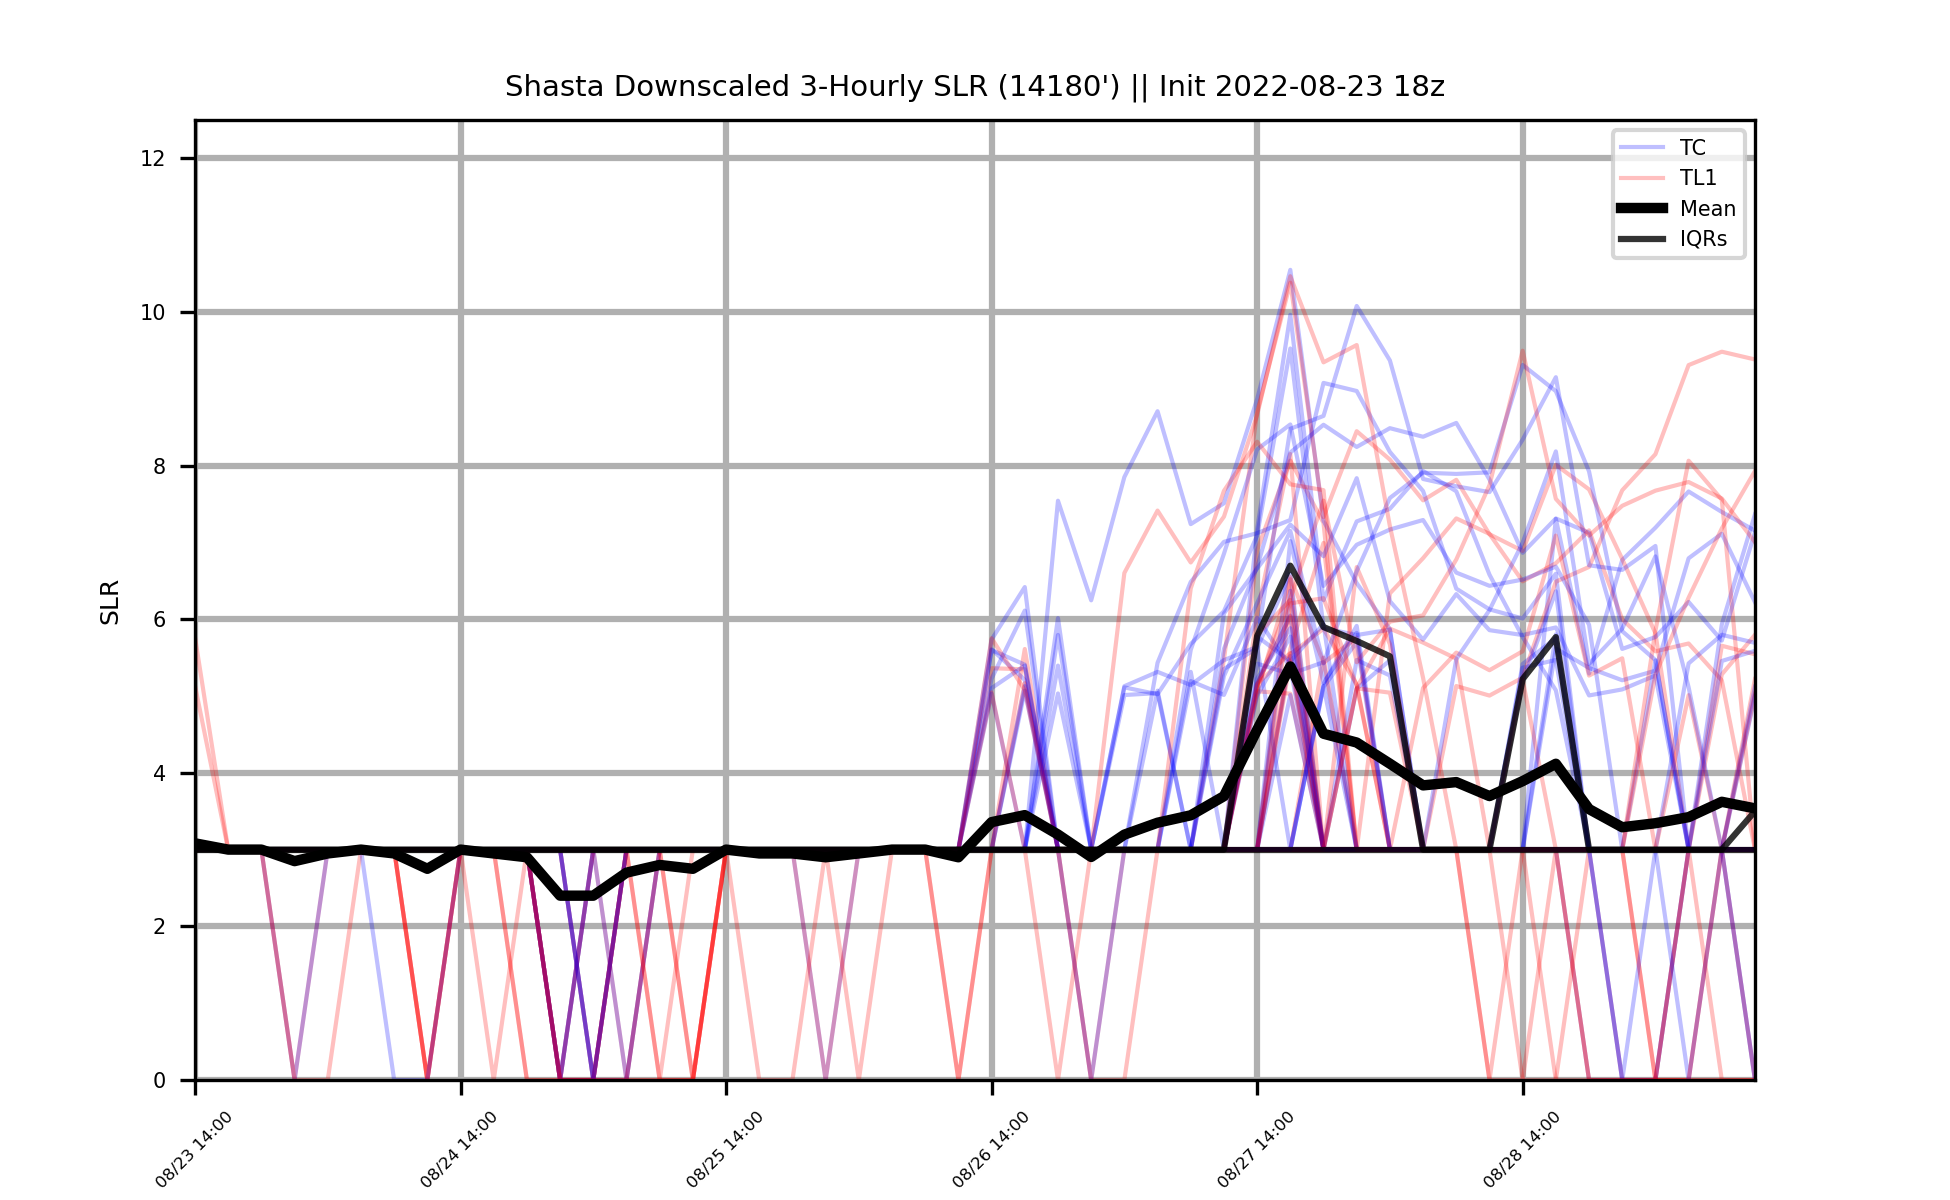 Shasta Downscaled 3-Hourly SLR (14180') || Init 2022-08-23 18z
TC
TL1
Mean
IQRs
12
10
8
6
4
2
0
SLR
08/23 14:00
08/24 14:00
08/25 14:00
08/26 14:00
08/27 14:00
08/28 14:00